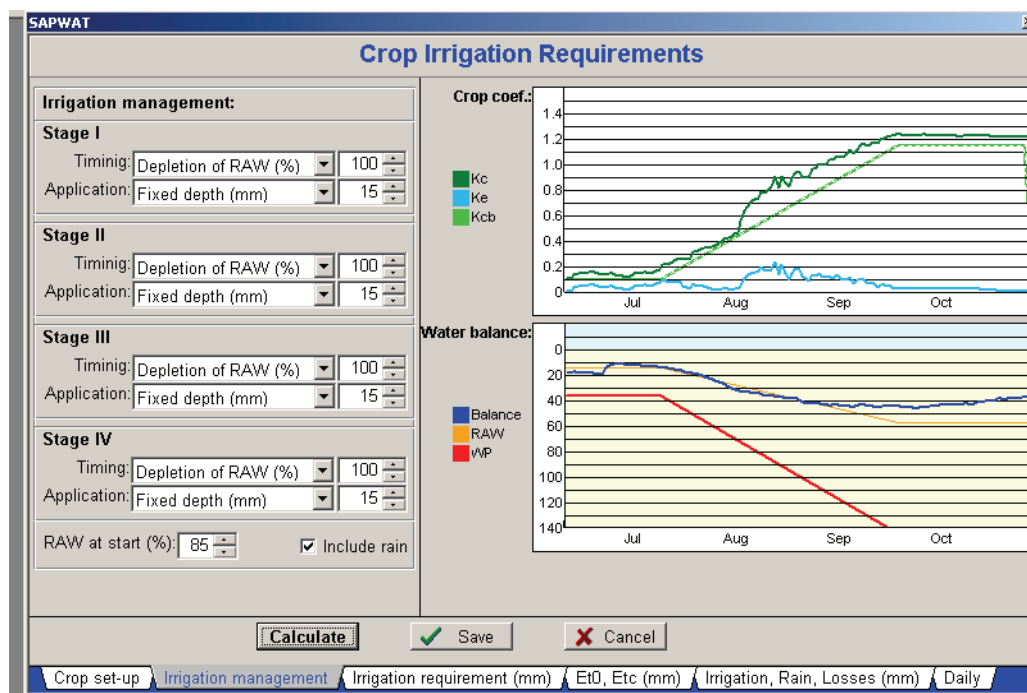 SAPWAT
Crop Irrigation Requirements
Irrigation management:
Stage I
Timinig: Depletion of RAW (%) 100
Application: Fixed depth (mm) 15
Stage II
Timinig: Depletion of RAW (%) 100
Application: Fixed depth (mm) 15
Stage III
Timinig: Depletion of RAW (%) 100
Application: Fixed depth (mm) 15
Stage IV
Timing: Depletion of RAW (%) 100
Application: Fixed depth (mm) 15
RAW at start (%): 85 Include rain
Crop coef.:
1.4
1.2
1.0
0.8
0.6
0.4
0.2
0
Kc
Ke
Kcb
Jul Aug Sep Oct
Water balance:
0
20
40
60
80
100
120
140
Balance
RAW
WP
Jul Aug Sep Oct
Calculate Save Cancel
Crop set-up Irrigation management Irrigation requirement (mm) Et0, Etc (mm) Irrigation, Rain, Losses (mm) Daily